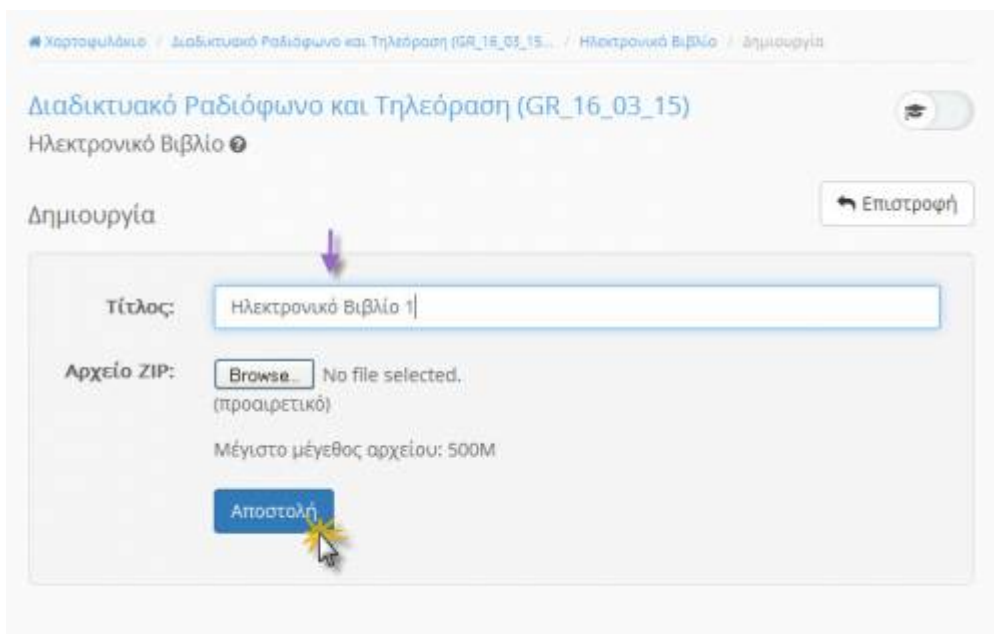 Χαρτοφυλάκιο / Διαδικτυακό Ραδιόφωνο και Τηλεόραση (GR_16_03_15... / Ηλεκτρονικό Βιβλίο / Δημιουργία
Διαδικτυακό Ραδιόφωνο και Τηλεόραση (GR_16_03_15)
Ηλεκτρονικό Βιβλίο
Δημιουργία
Επιστροφή
Τίτλος: Ηλεκτρονικό Βιβλίο 1
Αρχείο ZIP: Browse... No file selected.
(προαιρετικό)
Μέγιστο μέγεθος αρχείου: 500M
Αποστολή